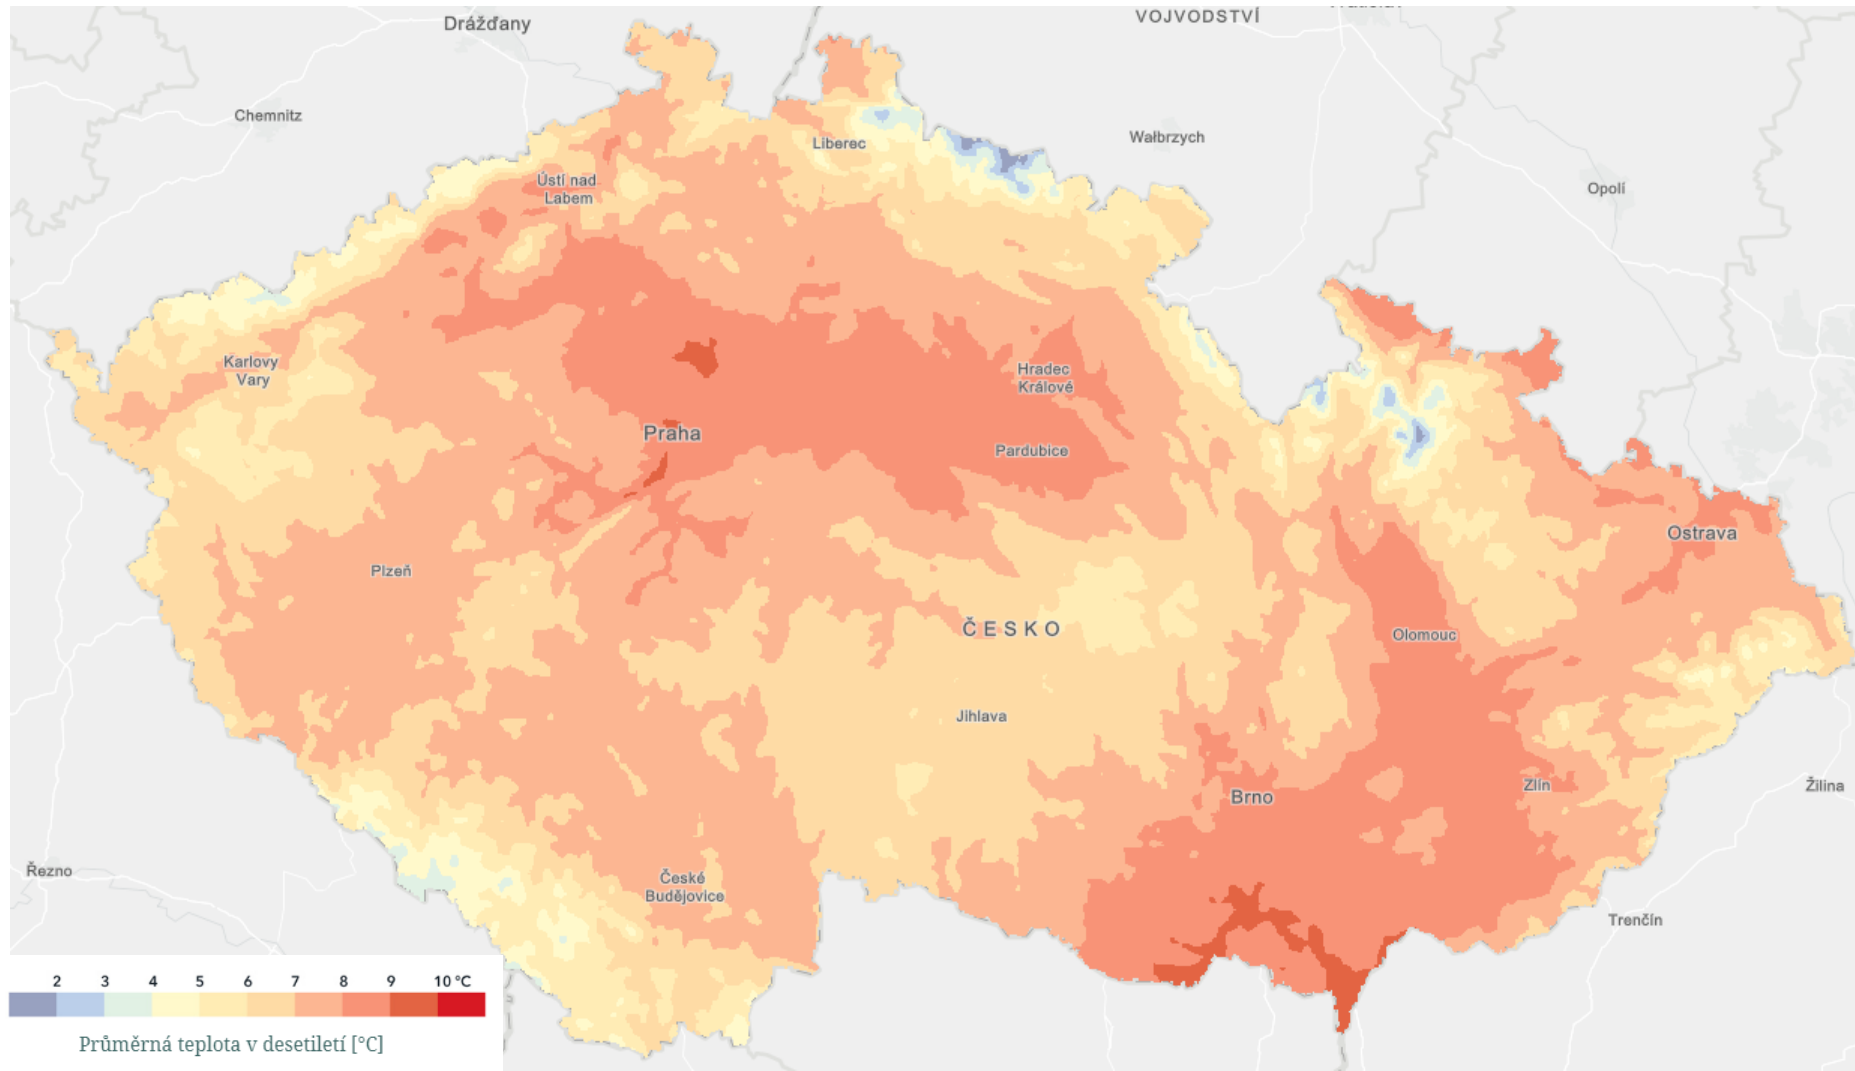 Drážďany
VOJVODSTVÍ
Chemnitz
Liberec
Wałbrzych
Opolí
Ústí nad
Labem
Karlovy
Vary
Hradec
Králové
Praha
Pardubice
Ostrava
Plzeň
ČESKO
Olomouc
Jihlava
Brno
Zlín
Žilina
Řezno
České
Budějovice
Trenčín
2 3 4 5 6 7 8 9 10 °C
Průměrná teplota v desetiletí [°C]